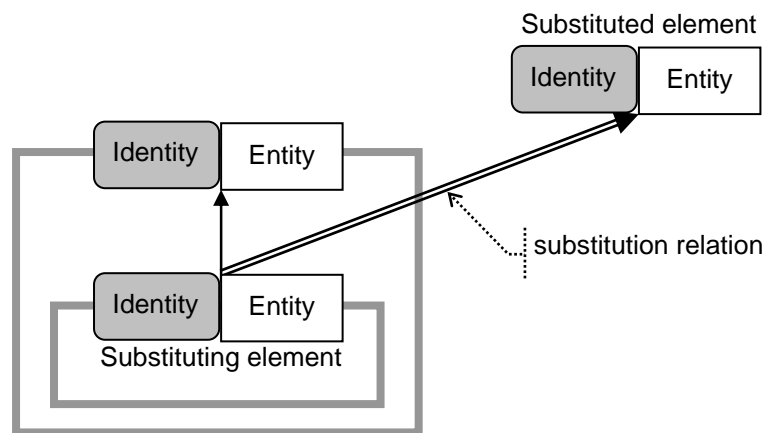 Substituted element
Identity Entity
Identity Entity
substitution relation
Identity Entity
Substituting element